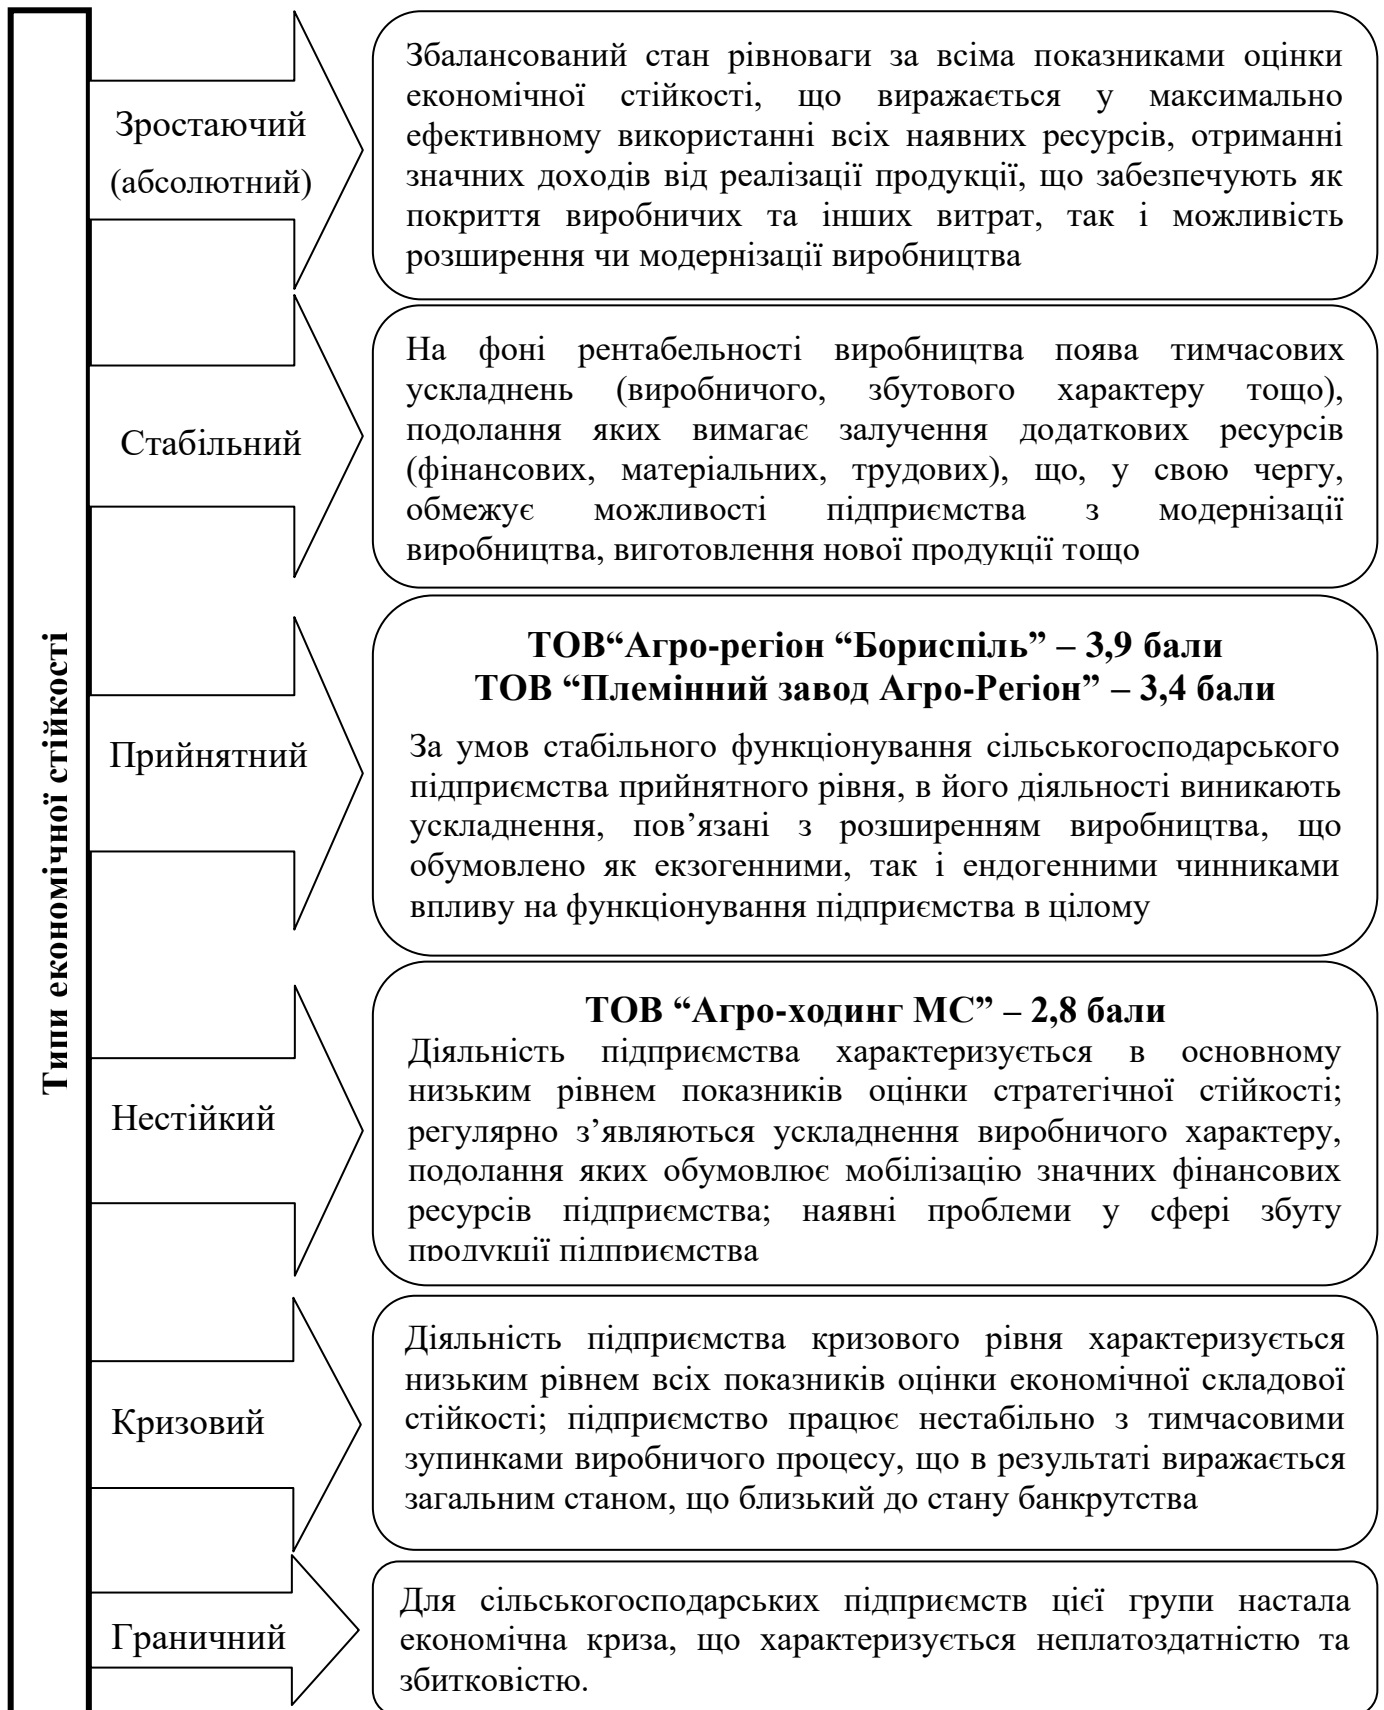 Типи економічної стійкості
Зростаючий
(абсолютний)
Збалансований стан рівноваги за всіма показниками оцінки
економічної стійкості, що виражається у максимально
ефективному використанні всіх наявних ресурсів, отриманні
значних доходів від реалізації продукції, що забезпечують як
покриття виробничих та інших витрат, так і можливість
розширення чи модернізації виробництва
Стабільний
На фоні рентабельності виробництва поява тимчасових
ускладнень (виробничого, збутового характеру тощо),
подолання яких вимагає залучення додаткових ресурсів
(фінансових, матеріальних, трудових), що, у свою чергу,
обмежує можливості підприємства з модернізації
виробництва, виготовлення нової продукції тощо
Прийнятний
ТОВ“Агро-регіон “Бориспіль” – 3,9 бали
ТОВ “Племінний завод Агро-Регіон” – 3,4 бали
За умов стабільного функціонування сільськогосподарського
підприємства прийнятного рівня, в його діяльності виникають
ускладнення, пов’язані з розширенням виробництва, що
обумовлено як екзогенними, так і ендогенними чинниками
впливу на функціонування підприємства в цілому
Нестійкий
ТОВ “Агро-ходинг МС” – 2,8 бали
Діяльність підприємства характеризується в основному
низьким рівнем показників оцінки стратегічної стійкості;
регулярно з’являються ускладнення виробничого характеру,
подолання яких обумовлює мобілізацію значних фінансових
ресурсів підприємства; наявні проблеми у сфері збуту
продукції підприємства
Кризовий
Діяльність підприємства кризового рівня характеризується
низьким рівнем всіх показників оцінки економічної складової
стійкості; підприємство працює нестабільно з тимчасовими
зупинками виробничого процесу, що в результаті виражається
загальним станом, що близький до стану банкрутства
Граничний
Для сільськогосподарських підприємств цієї групи настала
економічна криза, що характеризується неплатоздатністю та
збитковістю.